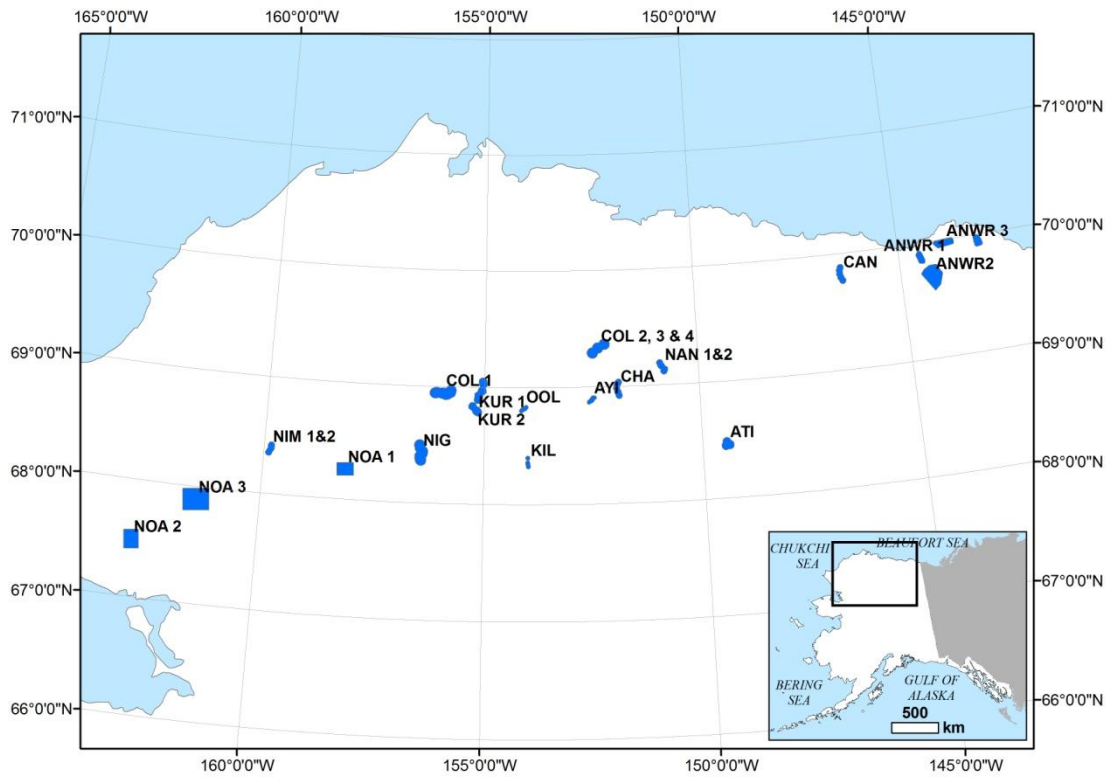 165°0'0"W
160°0'0"W
155°0'0"W
150°0'0"W
145°0'0"W
71°0'0"N
71°0'0"N
70°0'0"N
70°0'0"N
ANWR 3
ANWR 1
CAN
ANWR2
69°0'0"N
69°0'0"N
COL 2, 3 & 4
NAN 1&2
COL 1
CHA
OOL
AYI
KUR 1
KUR 2
68°0'0"N
68°0'0"N
NIM 1&2
NIG
ATI
NOA 1
KIL
NOA 3
NOA 2
67°0'0"N
67°0'0"N
66°0'0"N
66°0'0"N
CHUKCHI
SEA
BEAUFORT SEA
BERING
SEA
GULF OF
ALASKA
500
km
160°0'0"W
155°0'0"W
150°0'0"W
145°0'0"W